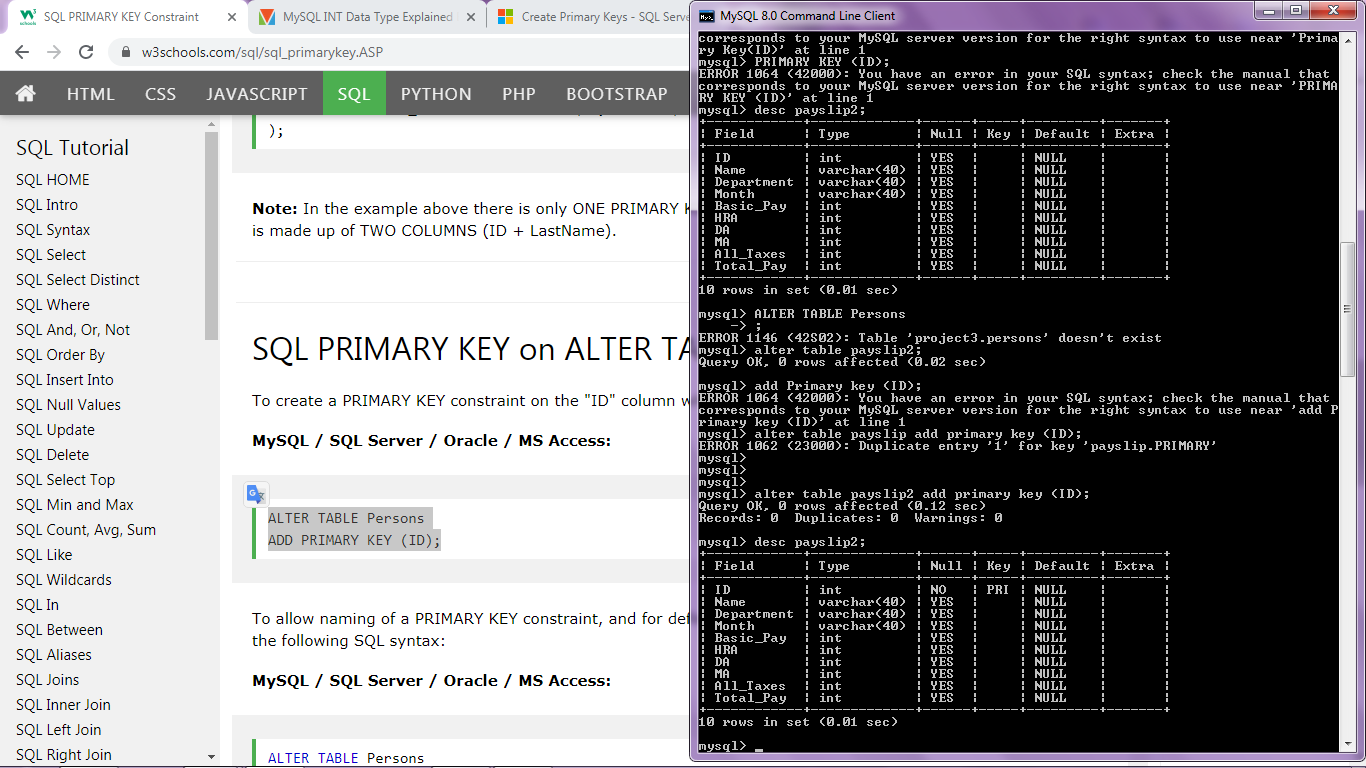 SQL PRIMARY KEY Constraint
MySQL INT Data Type Explained
Create Primary Keys - SQL Serve
w3schools.com/sql/sql_primarykey.ASP
HTML CSS JAVASCRIPT SQL PYTHON PHP BOOTSTRAP
SQL Tutorial
SQL HOME
SQL Intro
SQL Syntax
SQL Select
SQL Select Distinct
SQL Where
SQL And, Or, Not
SQL Order By
SQL Insert Into
SQL Null Values
SQL Update
SQL Delete
SQL Select Top
SQL Min and Max
SQL Count, Avg, Sum
SQL Like
SQL Wildcards
SQL In
SQL Between
SQL Aliases
SQL Joins
SQL Inner Join
SQL Left Join
SQL Right Join
);
Note: In the example above there is only ONE PRIMARY K
is made up of TWO COLUMNS (ID + LastName).
SQL PRIMARY KEY on ALTER TA
To create a PRIMARY KEY constraint on the "ID" column w
MySQL / SQL Server / Oracle / MS Access:
ALTER TABLE Persons
ADD PRIMARY KEY (ID);
To allow naming of a PRIMARY KEY constraint, and for def
the following SQL syntax:
MySQL / SQL Server / Oracle / MS Access:
ALTER TABLE Persons
MySQL 8.0 Command Line Client
corresponds to your MySQL server version for the right syntax to use near 'Prima
ry Key(ID)' at line 1
mysql> PRIMARY KEY (ID);
ERROR 1064 (42000): You have an error in your SQL syntax; check the manual that
corresponds to your MySQL server version for the right syntax to use near 'PRIMA
RY KEY (ID)' at line 1
mysql> desc payslip2;
+------------+-------------+------+-----+---------+-------+
| Field      | Type        | Null | Key | Default | Extra |
+------------+-------------+------+-----+---------+-------+
| ID         | int         | YES  |     | NULL    |       |
| Name       | varchar(40) | YES  |     | NULL    |       |
| Department | varchar(40) | YES  |     | NULL    |       |
| Month      | varchar(40) | YES  |     | NULL    |       |
| Basic_Pay  | int         | YES  |     | NULL    |       |
| HRA        | int         | YES  |     | NULL    |       |
| DA         | int         | YES  |     | NULL    |       |
| MA         | int         | YES  |     | NULL    |       |
| All_Taxes  | int         | YES  |     | NULL    |       |
| Total_Pay  | int         | YES  |     | NULL    |       |
+------------+-------------+------+-----+---------+-------+
10 rows in set (0.01 sec)
mysql> ALTER TABLE Persons
    -> ;
ERROR 1146 (42S02): Table 'project3.persons' doesn't exist
mysql> alter table payslip2;
Query OK, 0 rows affected (0.02 sec)
mysql> add Primary key (ID);
ERROR 1064 (42000): You have an error in your SQL syntax; check the manual that
corresponds to your MySQL server version for the right syntax to use near 'add P
rimary key (ID)' at line 1
mysql> alter table payslip add primary key (ID);
ERROR 1062 (23000): Duplicate entry '1' for key 'payslip.PRIMARY'
mysql>
mysql>
mysql>
mysql> alter table payslip2 add primary key (ID);
Query OK, 0 rows affected (0.12 sec)
Records: 0  Duplicates: 0  Warnings: 0
mysql> desc payslip2;
+------------+-------------+------+-----+---------+-------+
| Field      | Type        | Null | Key | Default | Extra |
+------------+-------------+------+-----+---------+-------+
| ID         | int         | NO   | PRI | NULL    |       |
| Name       | varchar(40) | YES  |     | NULL    |       |
| Department | varchar(40) | YES  |     | NULL    |       |
| Month      | varchar(40) | YES  |     | NULL    |       |
| Basic_Pay  | int         | YES  |     | NULL    |       |
| HRA        | int         | YES  |     | NULL    |       |
| DA         | int         | YES  |     | NULL    |       |
| MA         | int         | YES  |     | NULL    |       |
| All_Taxes  | int         | YES  |     | NULL    |       |
| Total_Pay  | int         | YES  |     | NULL    |       |
+------------+-------------+------+-----+---------+-------+
10 rows in set (0.01 sec)
mysql> _